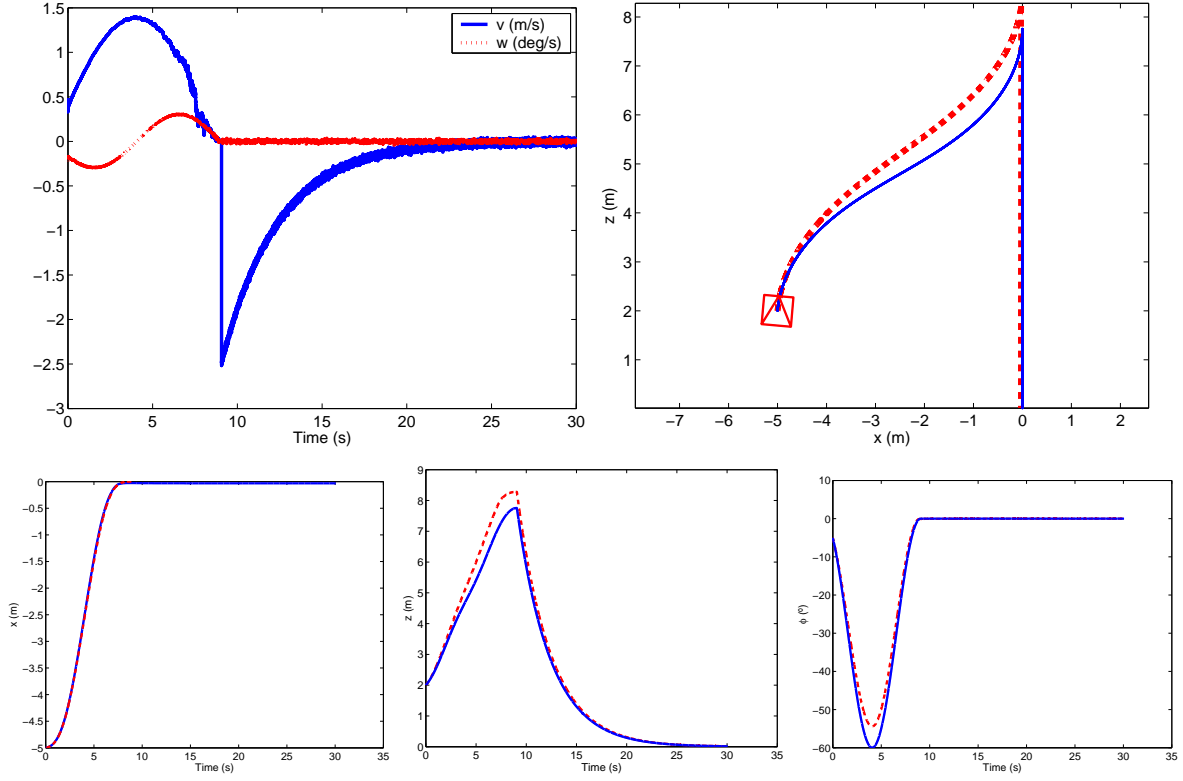 1.5
1
0.5
0
−0.5
−1
−1.5
−2
−2.5
−3
0 5 10 15 20 25 30
Time (s)
v (m/s)
w (deg/s)
8
7
6
5
4
3
2
1
z (m)
−7 −6 −5 −4 −3 −2 −1 0 1 2
x (m)
0
−0.5
−1
−1.5
−2
−2.5
−3
−3.5
−4
−4.5
−5
x (m)
0 5 10 15 20 25 30 35
Time (s)
9
8
7
6
5
4
3
2
1
0
z (m)
0 5 10 15 20 25 30 35
Time (s)
10
0
−10
−20
−30
−40
−50
−60
ϕ (º)
0 5 10 15 20 25 30 35
Time (s)